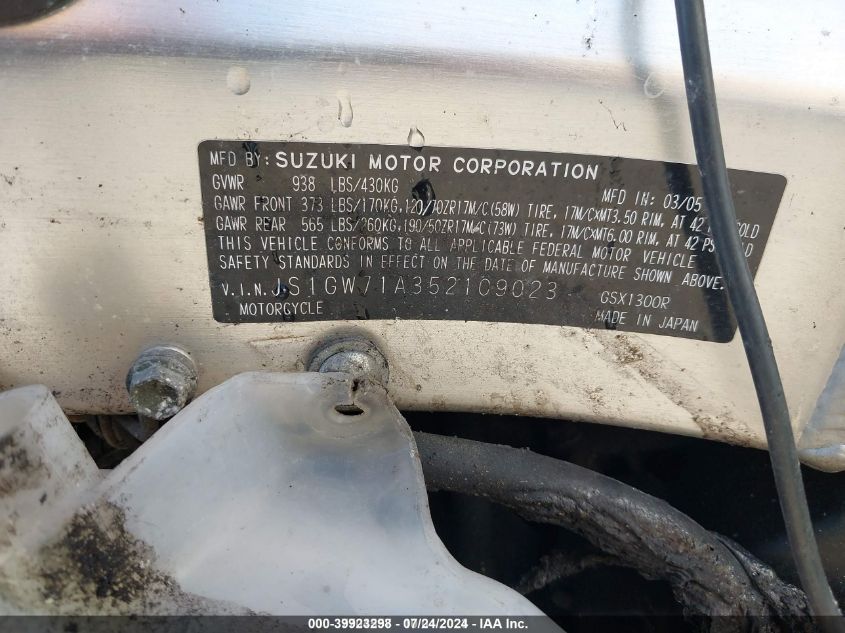 MFD BY: SUZUKI MOTOR CORPORATION
GVWR 938 LBS/430KG MFD IN: 03/05
GAWR FRONT 373 LBS/170KG,120/70ZR17M/C(58W) TIRE, 17M/CXMT3.50 RIM, AT 42 COLD
GAWR REAR 565 LBS/260KG,190/50ZR17M/C(73W) TIRE, 17M/CXMT6.00 RIM, AT 42 PSI COLD
THIS VEHICLE CONFORMS TO ALL APPLICABLE FEDERAL MOTOR VEHICLE
SAFETY STANDARDS IN EFFECT ON THE DATE OF MANUFACTURE SHOWN ABOVE.
V.I.N. JS1GW71A352109023 GSX1300R
MOTORCYCLE MADE IN JAPAN
000-39923298 - 07/24/2024 - IAA Inc.